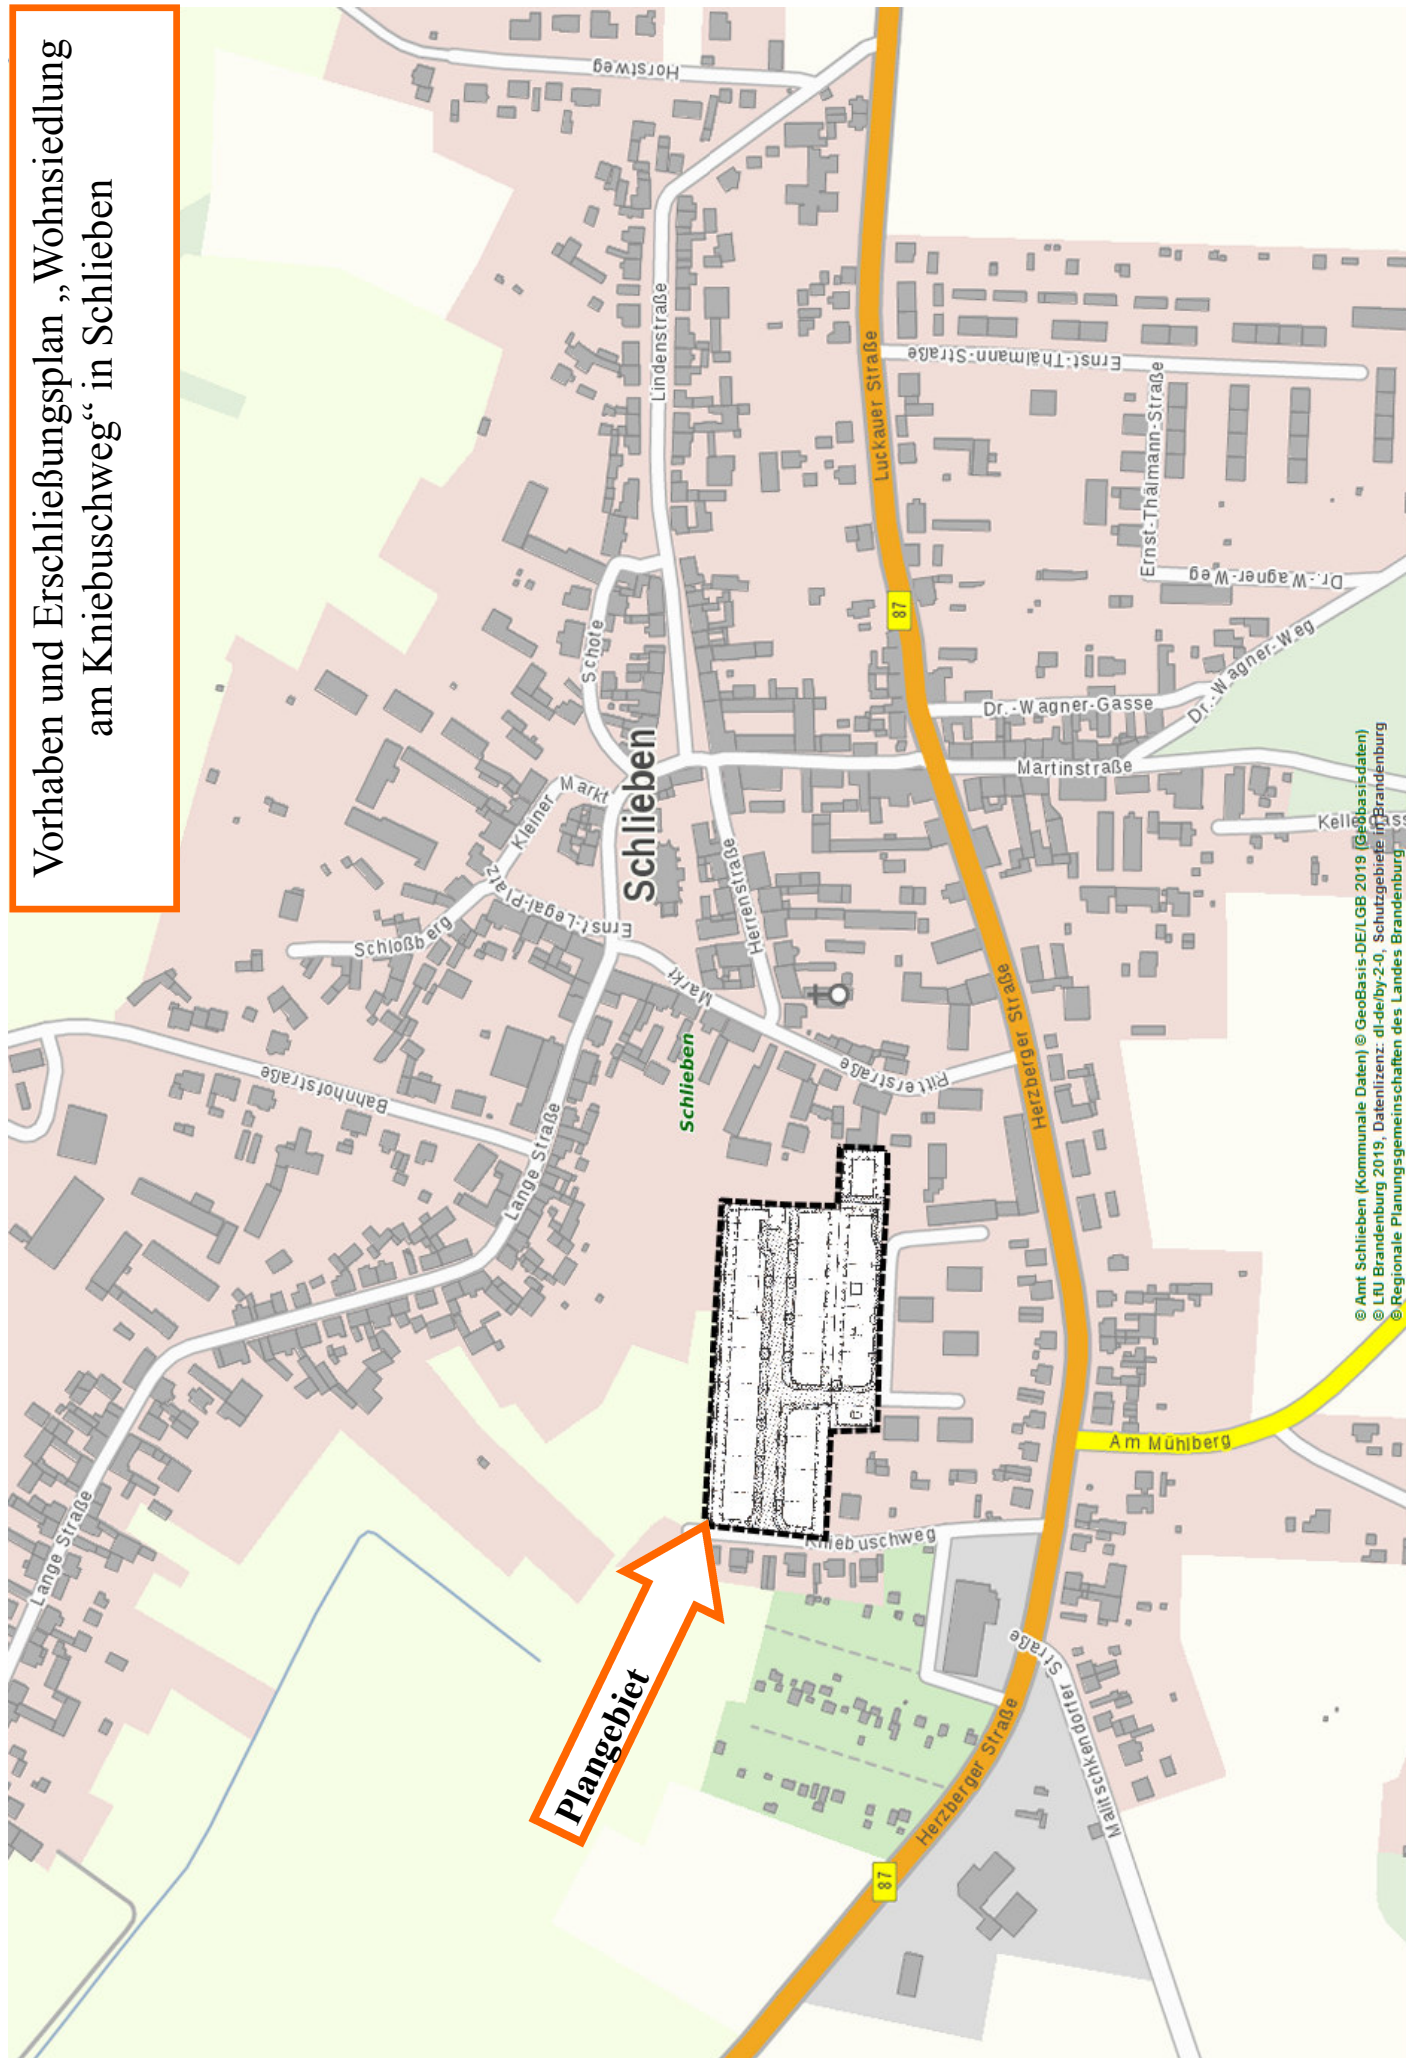 Vorhaben und Erschließungsplan „Wohnsiedlung
am Kniebuschweg“ in Schlieben
Horstweg
Lindenstraße
Luckauer Straße
Ernst-Thälmann-Straße
Ernst-Thälmann-Straße
Dr.-Wagner-Weg
Dr.-Wagner-Weg
Dr.-Wagner-Gasse
Martinstraße
87
Schote
Kleiner Markt
Schlieben
Schloßberg
Ernst-Legal-Platz
Herrenstraße
Markt
Schlieben
Ritterstraße
Herzberger Straße
Bahnhofstraße
Lange Straße
Lange Straße
Am Mühlberg
Kniebuschweg
Plangebiet
Herzberger Straße
87
Malitschkendorfer Straße
© Amt Schlieben (Kommunale Daten) © GeoBasis-DE/LGB 2019 (Geobasisdaten)
© LfU Brandenburg 2019, Datenlizenz: dl-de/by-2-0, Schutzgebiete in Brandenburg
© Regionale Planungsgemeinschaften des Landes Brandenburg